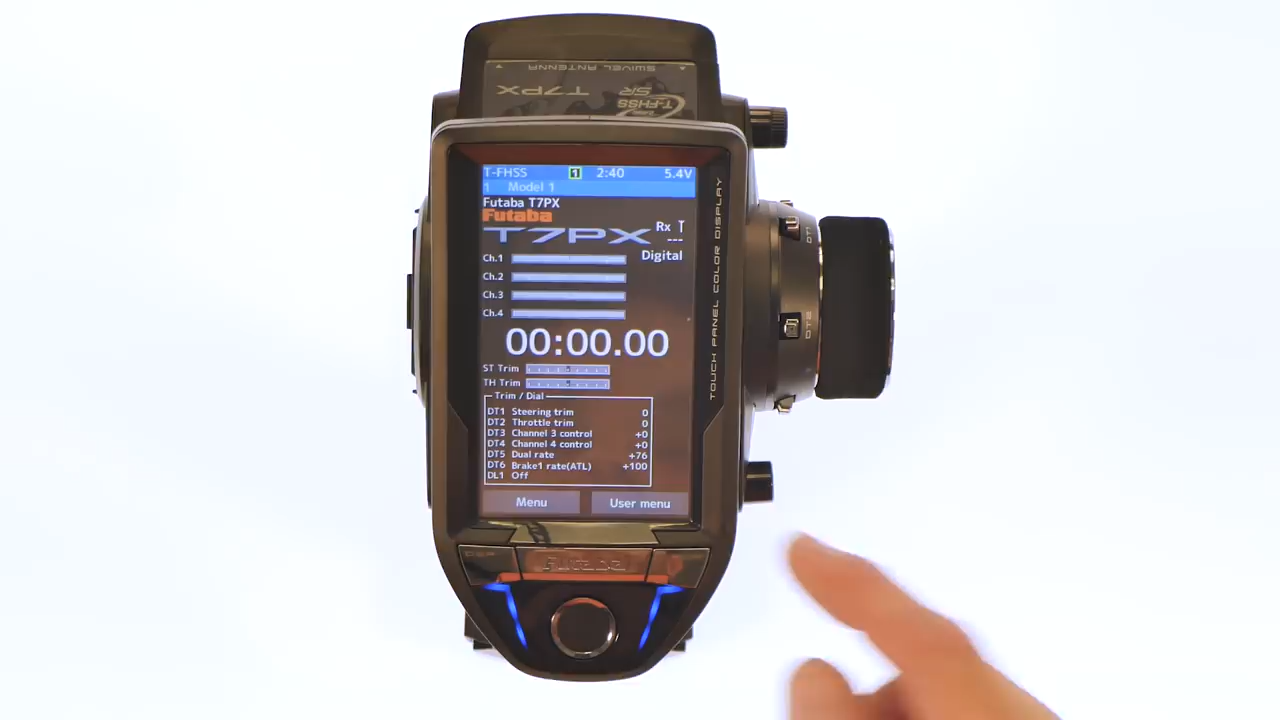 SWIVEL ANTENNA
T7PX
T-FHSS
SR
T-FHSS 1 2:40 5.4V
1 Model 1
Futaba T7PX
Futaba
T7PX
Rx
---
Digital
Ch.1
Ch.2
Ch.3
Ch.4
00:00.00
ST Trim
TH Trim
Trim / Dial
DT1 Steering trim 0
DT2 Throttle trim 0
DT3 Channel 3 control +0
DT4 Channel 4 control +0
DT5 Dual rate +76
DT6 Brake1 rate(ATL) +100
DL1 Off
Menu User menu
TOUCH PANEL COLOR DISPLAY
DT1
DT2
DSP
Futaba